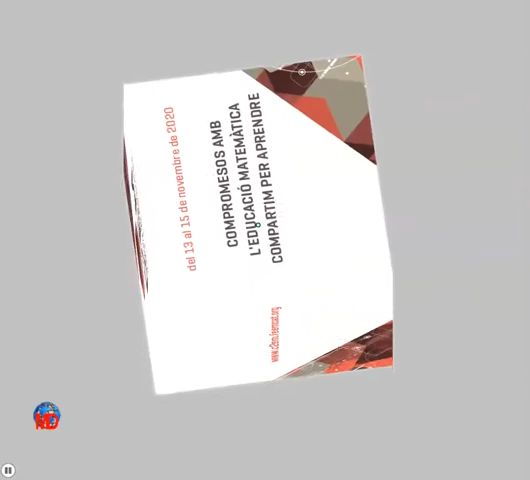 del 13 al 15 de novembre de 2020
COMPROMESOS AMB
L'EDUCACIÓ MATEMÀTICA
COMPARTIM PER APRENDRE